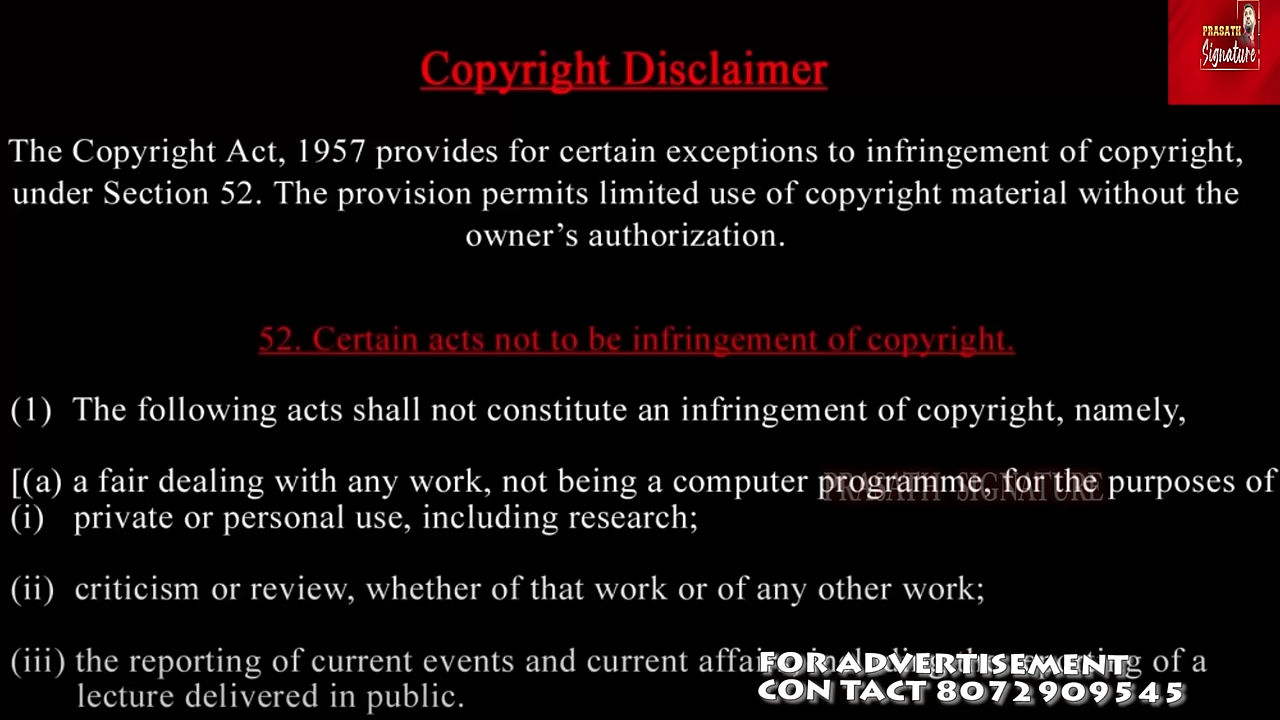 PRASATH
Signature
Copyright Disclaimer
The Copyright Act, 1957 provides for certain exceptions to infringement of copyright,
under Section 52. The provision permits limited use of copyright material without the
owner’s authorization.
52. Certain acts not to be infringement of copyright.
(1) The following acts shall not constitute an infringement of copyright, namely,
[(a) a fair dealing with any work, not being a computer programme, for the purposes of
PRASATH SIGNATURE
(i) private or personal use, including research;
(ii) criticism or review, whether of that work or of any other work;
(iii) the reporting of current events and current of a
lecture delivered in public.
FOR ADVERTISEMENT
CON TACT 8072909545